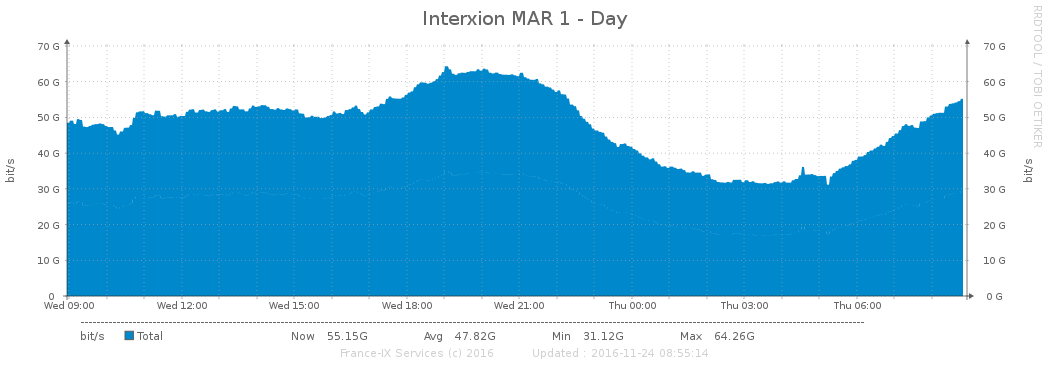 Interxion MAR 1 - Day
RRDTOOL / TOBI OETIKER
70 G 70 G
60 G 60 G
50 G 50 G
40 G 40 G
30 G 30 G
20 G 20 G
10 G 10 G
0 0 G
bit/s bit/s
Wed 09:00 Wed 12:00 Wed 15:00 Wed 18:00 Wed 21:00 Thu 00:00 Thu 03:00 Thu 06:00
bit/s Total Now 55.15G Avg 47.82G Min 31.12G Max 64.26G
France-IX Services (c) 2016 Updated : 2016-11-24 08:55:14